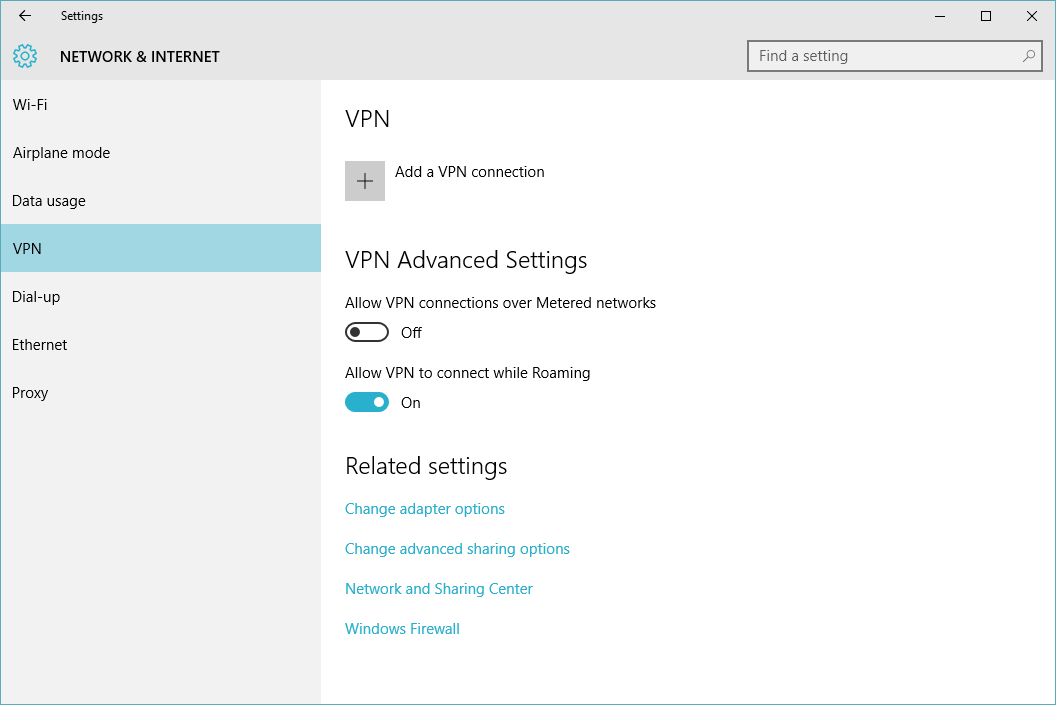 Settings
NETWORK & INTERNET
Find a setting
Wi-Fi
Airplane mode
Data usage
VPN
Dial-up
Ethernet
Proxy
VPN
Add a VPN connection
VPN Advanced Settings
Allow VPN connections over Metered networks
Off
Allow VPN to connect while Roaming
On
Related settings
Change adapter options
Change advanced sharing options
Network and Sharing Center
Windows Firewall